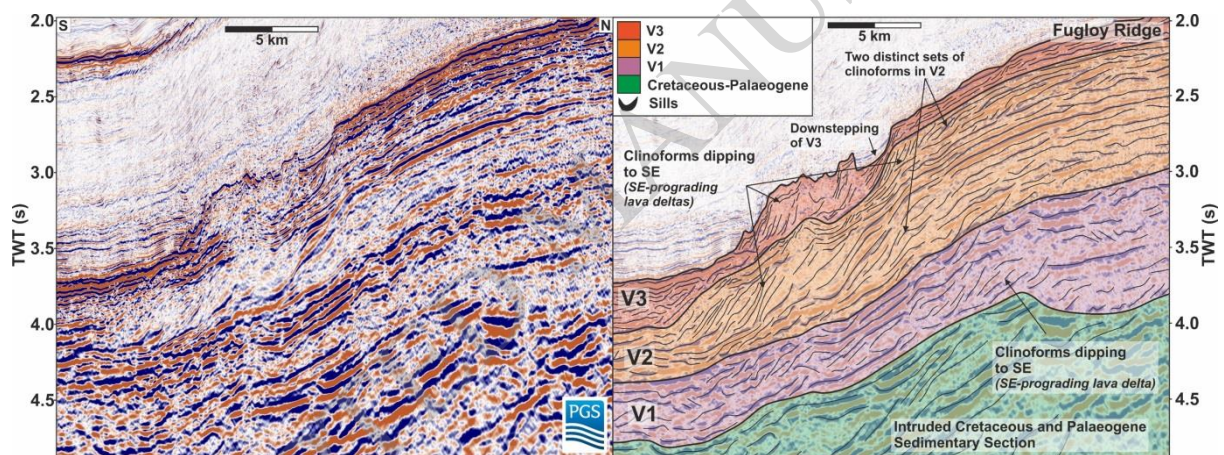 S
N
5 km
2.0
2.5
3.0
3.5
4.0
4.5
TWT (s)
PGS
V3
V2
V1
Cretaceous-Palaeogene
Sills
5 km
Fugloy Ridge
Two distinct sets of
clinoforms in V2
Downstepping
of V3
Clinoforms dipping
to SE
(SE-prograding
lava deltas)
V3
V2
V1
Clinoforms dipping
to SE
(SE-prograding lava delta)
Intruded Cretaceous and Palaeogene
Sedimentary Section
2.0
2.5
3.0
3.5
4.0
4.5
TWT (s)